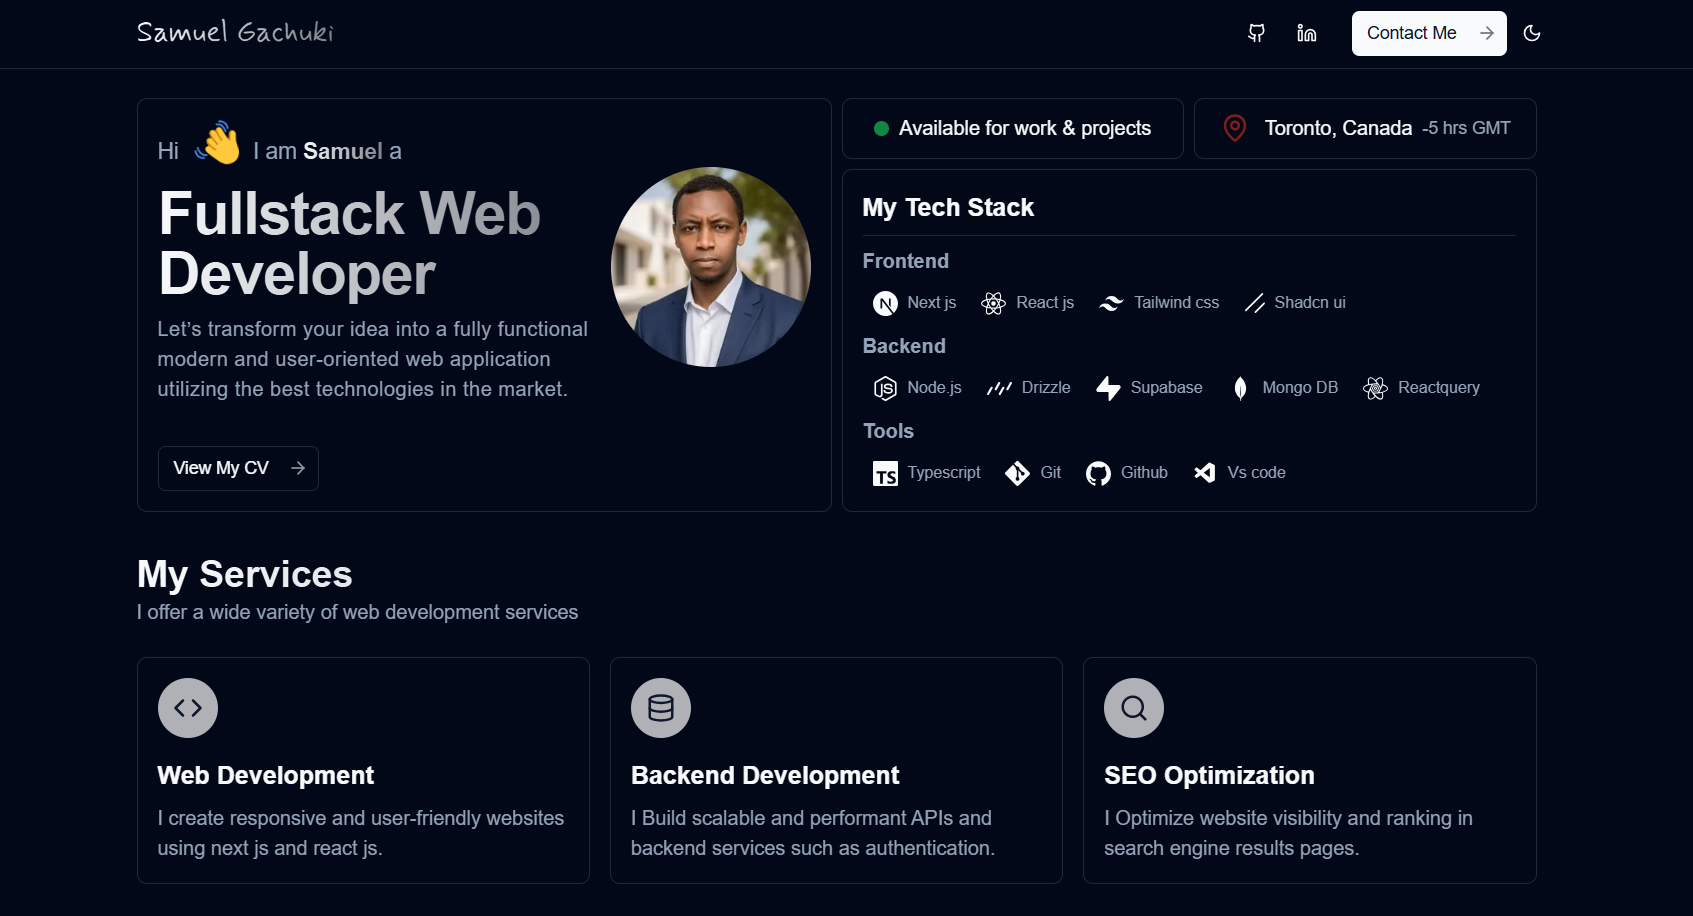 Samuel Gachuki
Contact Me
Hi 👋 I am Samuel a
Fullstack Web
Developer
Let’s transform your idea into a fully functional
modern and user-oriented web application
utilizing the best technologies in the market.
View My CV
Available for work & projects
Toronto, Canada -5 hrs GMT
My Tech Stack
Frontend
Next js React js Tailwind css Shadcn ui
Backend
Node.js Drizzle Supabase Mongo DB Reactquery
Tools
TS Typescript Git Github Vs code
My Services
I offer a wide variety of web development services
Web Development
I create responsive and user-friendly websites
using next js and react js.
Backend Development
I Build scalable and performant APIs and
backend services such as authentication.
SEO Optimization
I Optimize website visibility and ranking in
search engine results pages.